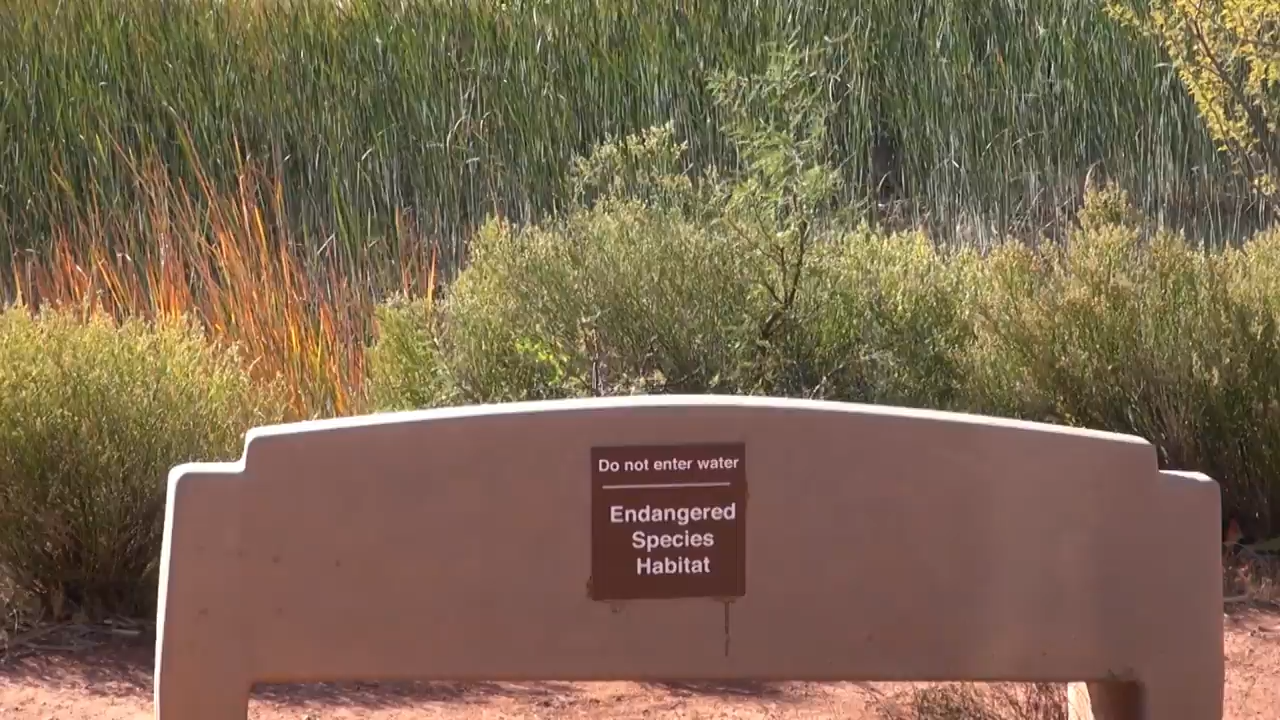 Do not enter water
Endangered
Species
Habitat